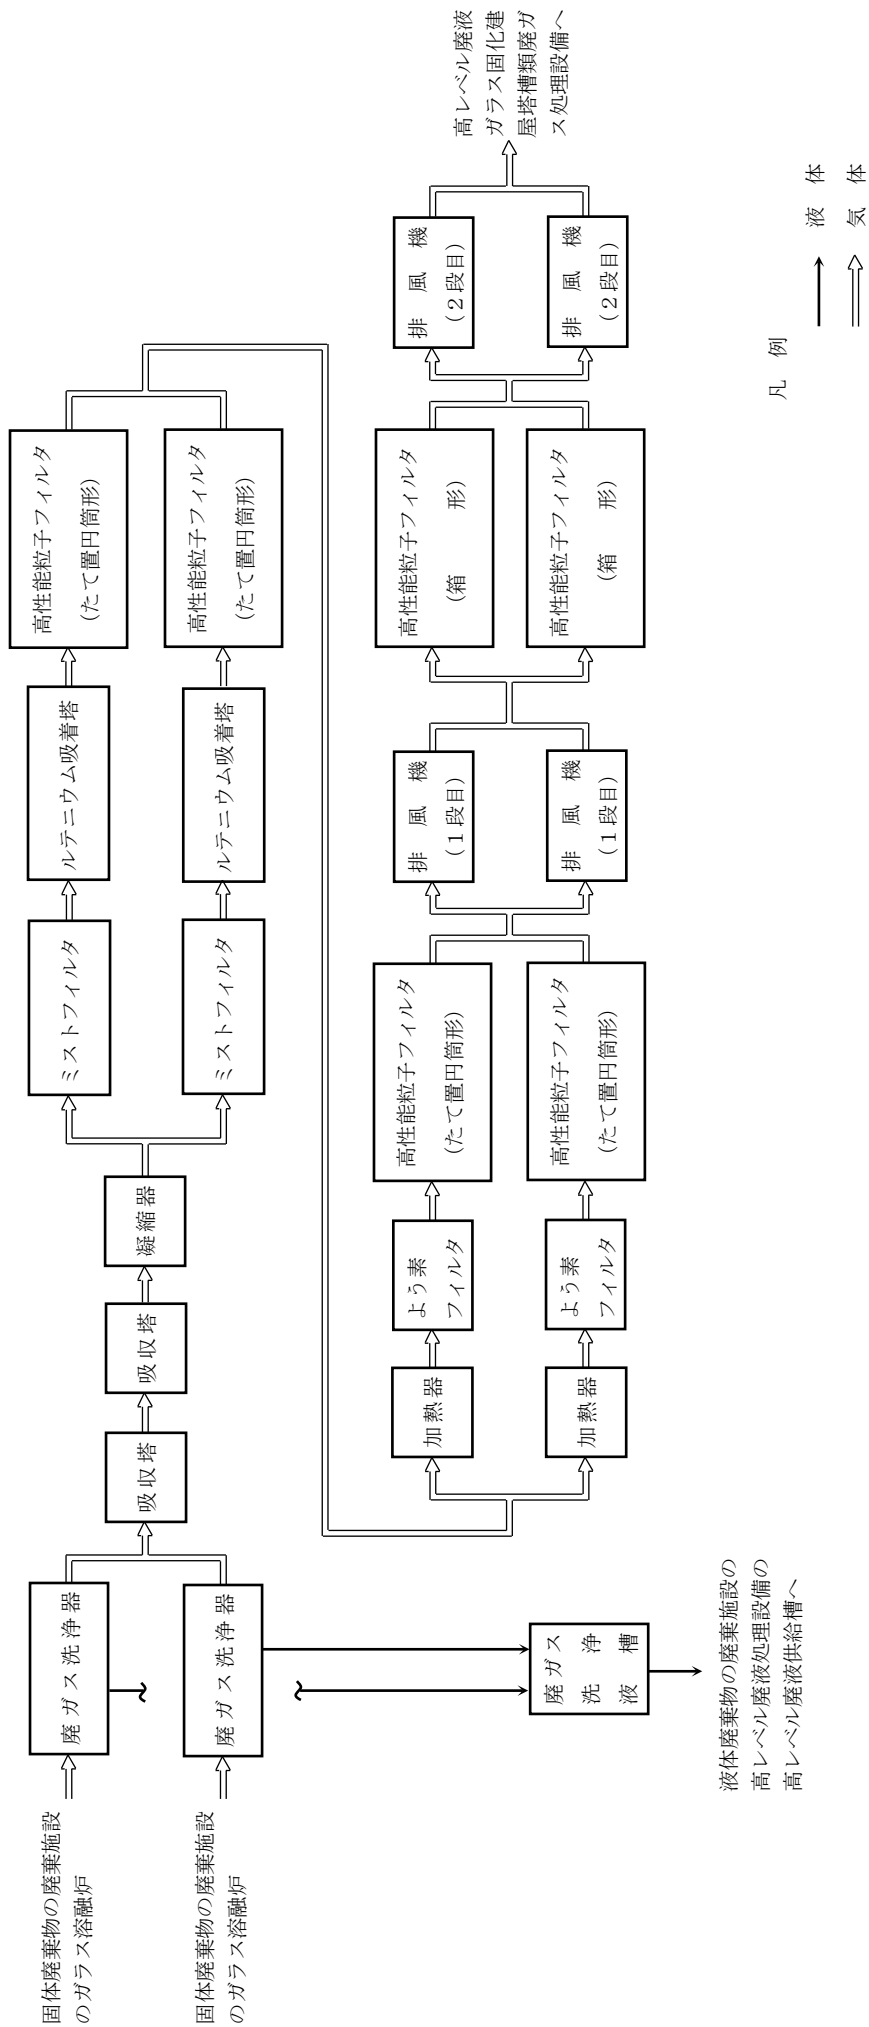 固体廃棄物の廃棄施設
のガラス溶融炉
固体廃棄物の廃棄施設
のガラス溶融炉
廃ガス洗浄器
廃ガス洗浄器
吸収塔
吸収塔
凝縮器
ミストフィルタ
ミストフィルタ
ルテニウム吸着塔
ルテニウム吸着塔
高性能粒子フィルタ
(たて置円筒形)
高性能粒子フィルタ
(たて置円筒形)
加熱器
加熱器
よう素
フィルタ
よう素
フィルタ
高性能粒子フィルタ
(たて置円筒形)
高性能粒子フィルタ
(たて置円筒形)
排風機
(1段目)
排風機
(1段目)
高性能粒子フィルタ
(箱形)
高性能粒子フィルタ
(箱形)
排風機
(2段目)
排風機
(2段目)
高レベル廃液
ガラス固化建
屋塔槽類廃ガ
ス処理設備へ
廃ガス
洗浄
液槽
液体廃棄物の廃棄施設の
高レベル廃液処理設備の
高レベル廃液供給槽へ
凡例
液体
気体